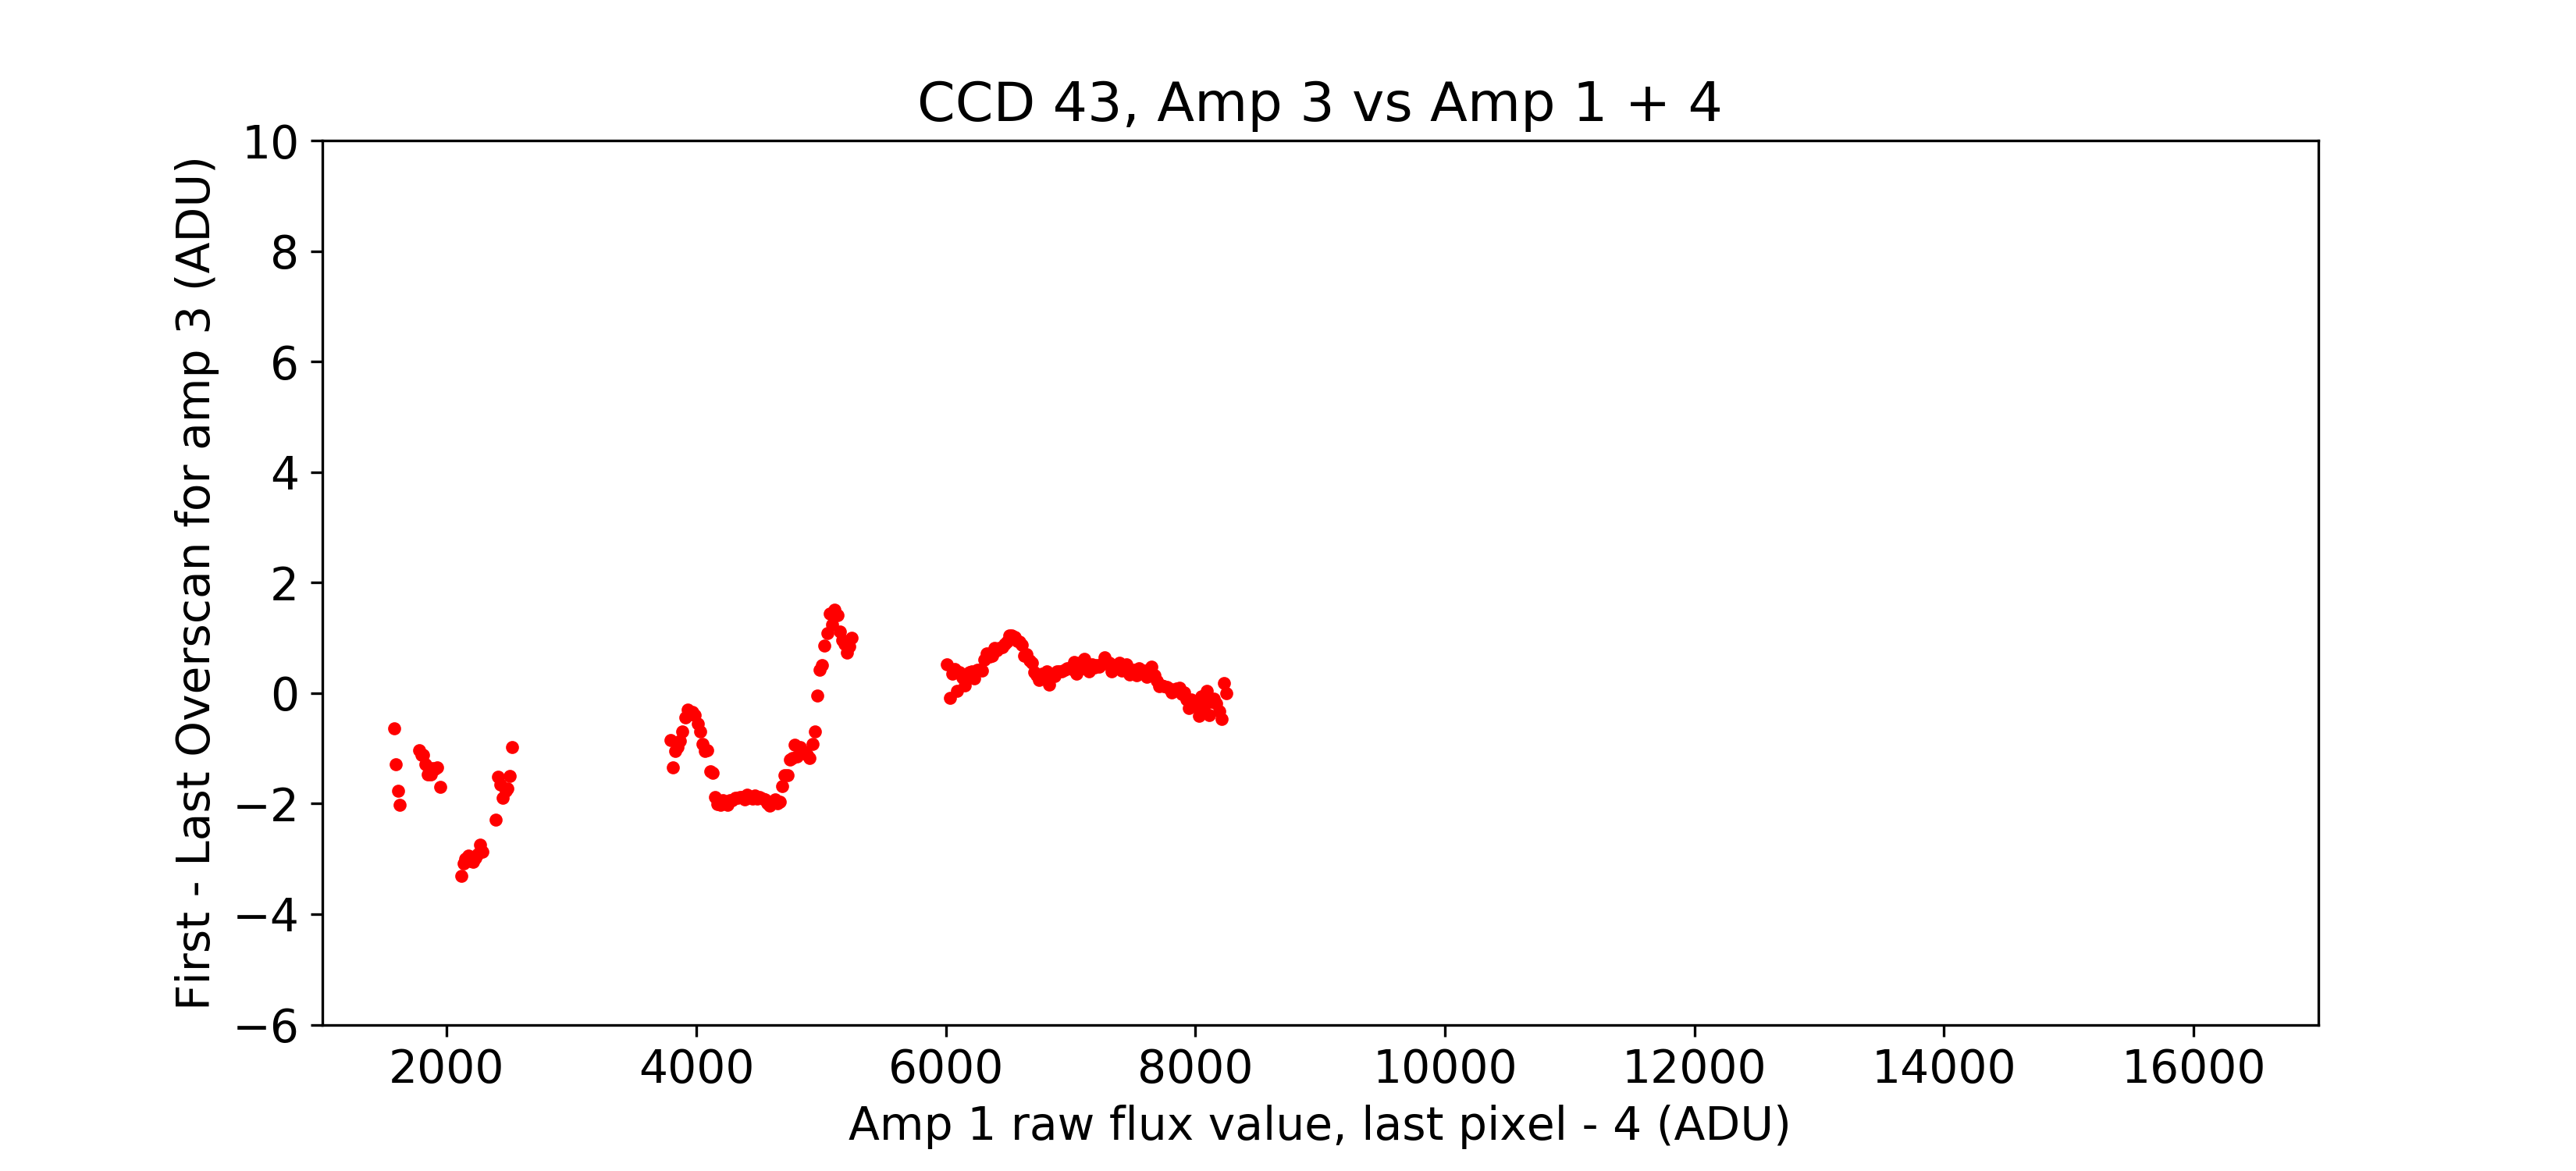 CCD 43, Amp 3 vs Amp 1 + 4
First - Last Overscan for amp 3 (ADU)
10
8
6
4
2
0
−2
−4
−6
2000 4000 6000 8000 10000 12000 14000 16000
Amp 1 raw flux value, last pixel - 4 (ADU)